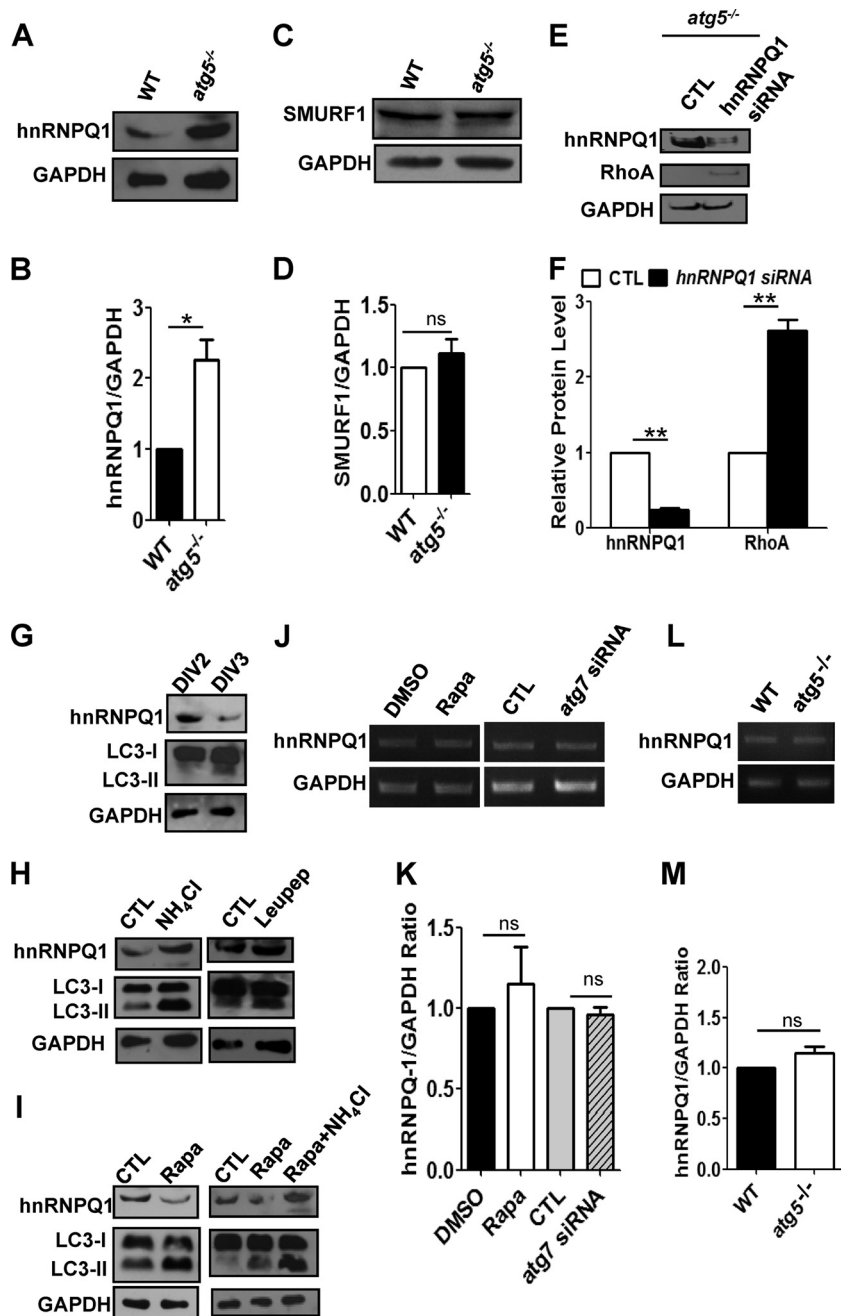 A
WT
atg5-/-
hnRNPQ1
GAPDH
B
hnRNPQ1/GAPDH
3
2
1
0
*
WT
atg5-/-
C
WT
atg5-/-
SMURF1
GAPDH
D
SMURF1/GAPDH
1.5
1.0
0.5
0.0
ns
WT
atg5-/-
E
atg5-/-
CTL
hnRNPQ1
siRNA
hnRNPQ1
RhoA
GAPDH
F
CTL
hnRNPQ1 siRNA
Relative Protein Level
3
2
1
0
**
**
hnRNPQ1
RhoA
G
DIV2
DIV3
hnRNPQ1
LC3-I
LC3-II
GAPDH
H
CTL
NH4Cl
CTL
Leupep
hnRNPQ1
LC3-I
LC3-II
GAPDH
I
CTL
Rapa
CTL
Rapa
Rapa+NH4Cl
hnRNPQ1
LC3-I
LC3-II
GAPDH
J
DMSO
Rapa
CTL
atg7 siRNA
hnRNPQ1
GAPDH
K
hnRNPQ-1/GAPDH Ratio
1.5
1.0
0.5
0.0
ns
ns
DMSO
Rapa
CTL
atg7 siRNA
L
WT
atg5-/-
hnRNPQ1
GAPDH
M
hnRNPQ1/GAPDH Ratio
2.0
1.5
1.0
0.5
0.0
ns
WT
atg5-/-